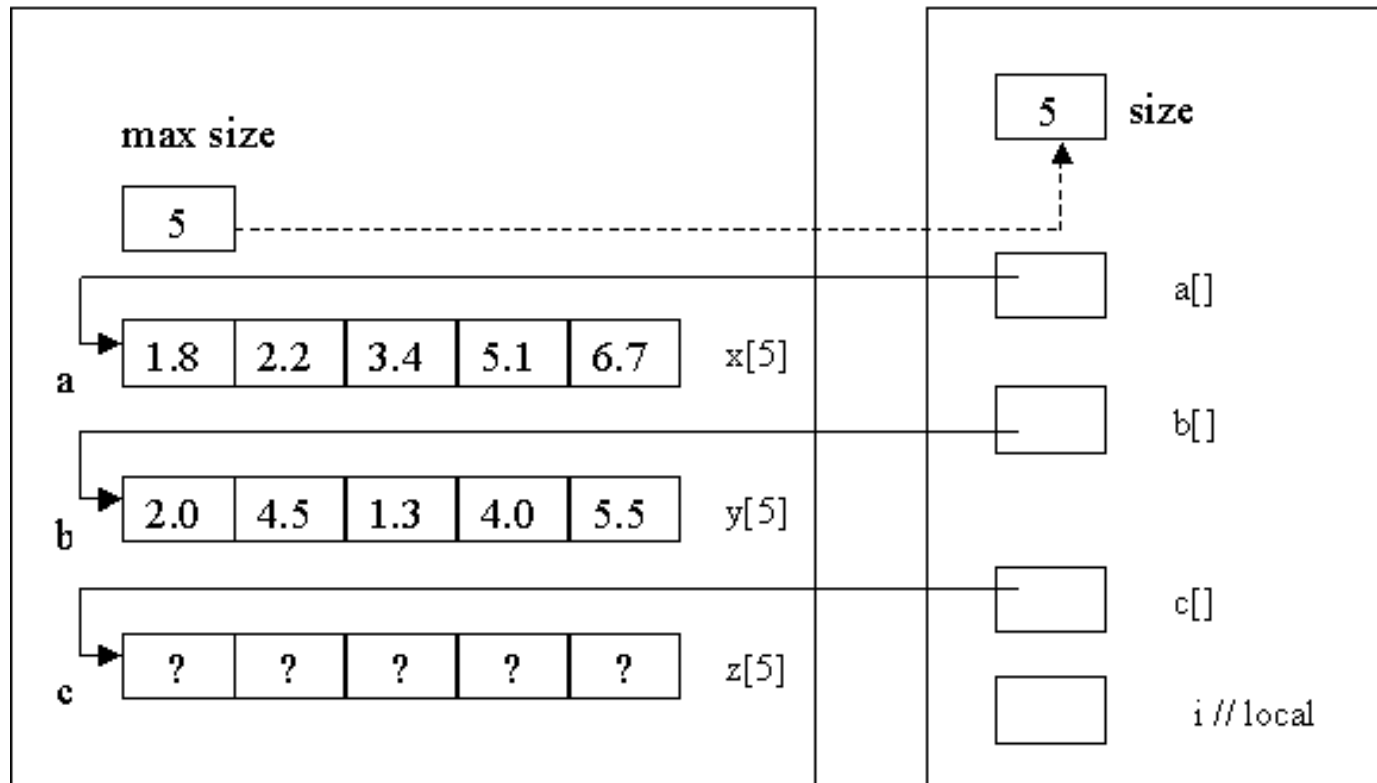 5 size
max size
5
a[]
1.8 2.2 3.4 5.1 6.7 x[5]
a
b[]
2.0 4.5 1.3 4.0 5.5 y[5]
b
c[]
? ? ? ? ? z[5]
c
i // local